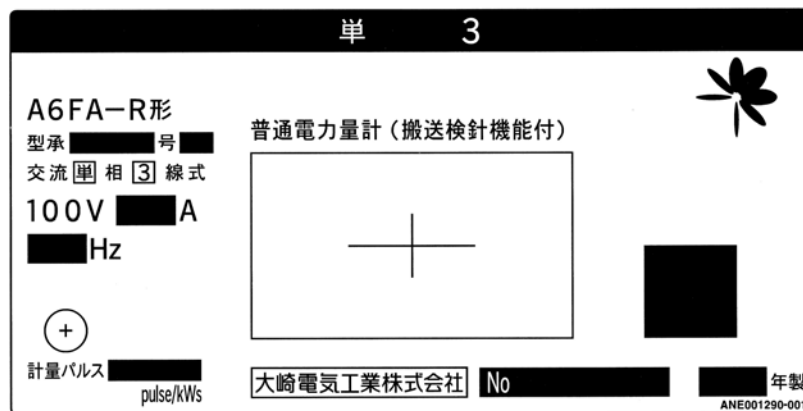 単 3
A6FA-R形
型承 号
交流 単 相 3 線式
100V A
Hz
普通電力量計(搬送検針機能付)
計量パルス
pulse/kWs
大崎電気工業株式会社 No 年製
ANE001290-001